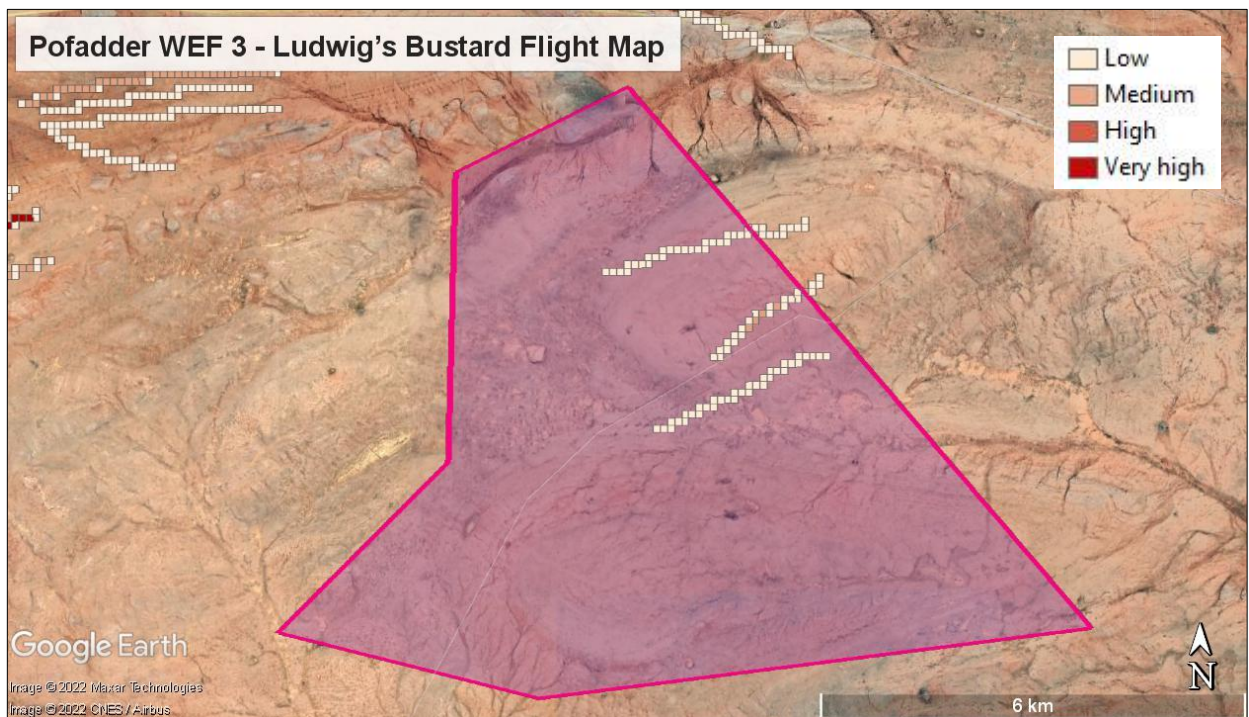 Pofadder WEF 3 - Ludwig's Bustard Flight Map
Low
Medium
High
Very high
Google Earth
Image © 2022 Maxar Technologies
Image © 2022 CNES / Airbus
N
6 km